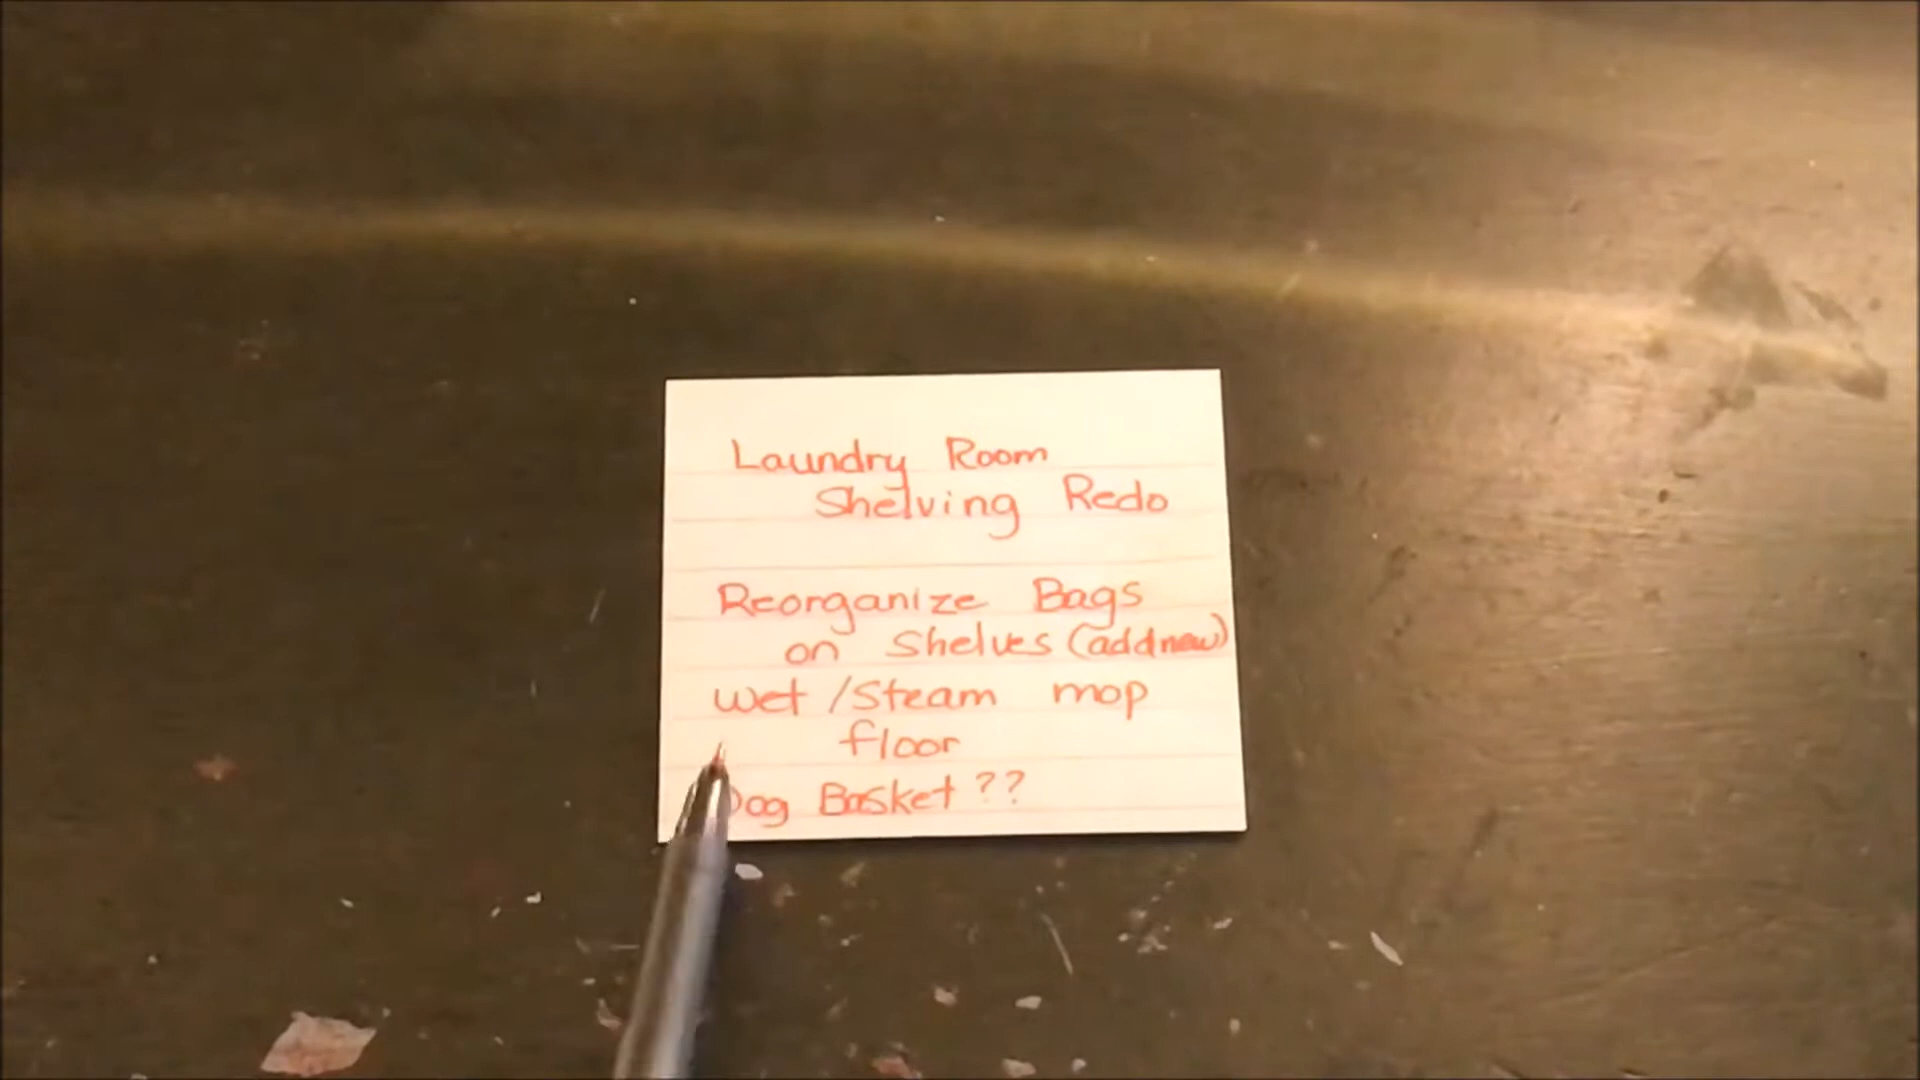 Laundry Room
Shelving Redo
Reorganize Bags
on Shelves (add new)
wet / Steam mop
floor
Dog Basket ??